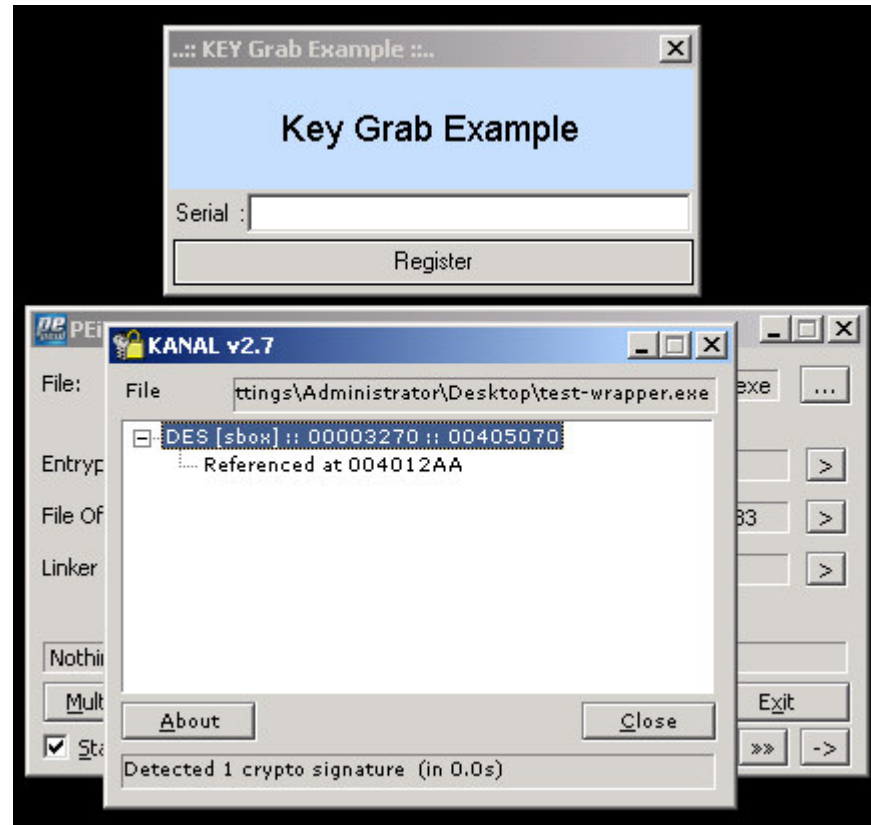 ..:: KEY Grab Example ::..
Key Grab Example
Serial :
Register
PEi
KANAL v2.7
File:
File
ttings\Administrator\Desktop\test-wrapper.exe
exe
...
DES [sbox] :: 00003270 :: 00405070
Referenced at 004012AA
Entryp
>
File Of
33
>
Linker
>
Nothi
Mult
About
Close
Exit
Sta
»»
->
Detected 1 crypto signature (in 0.0s)